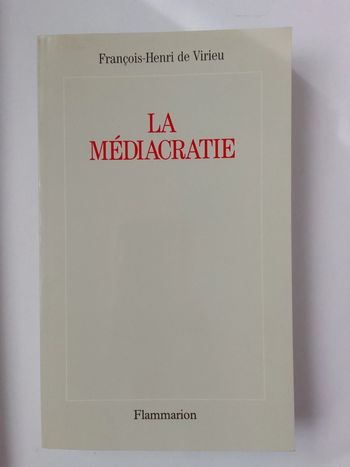 François-Henri de Virieu
LA
MÉDIACRATIE
Flammarion